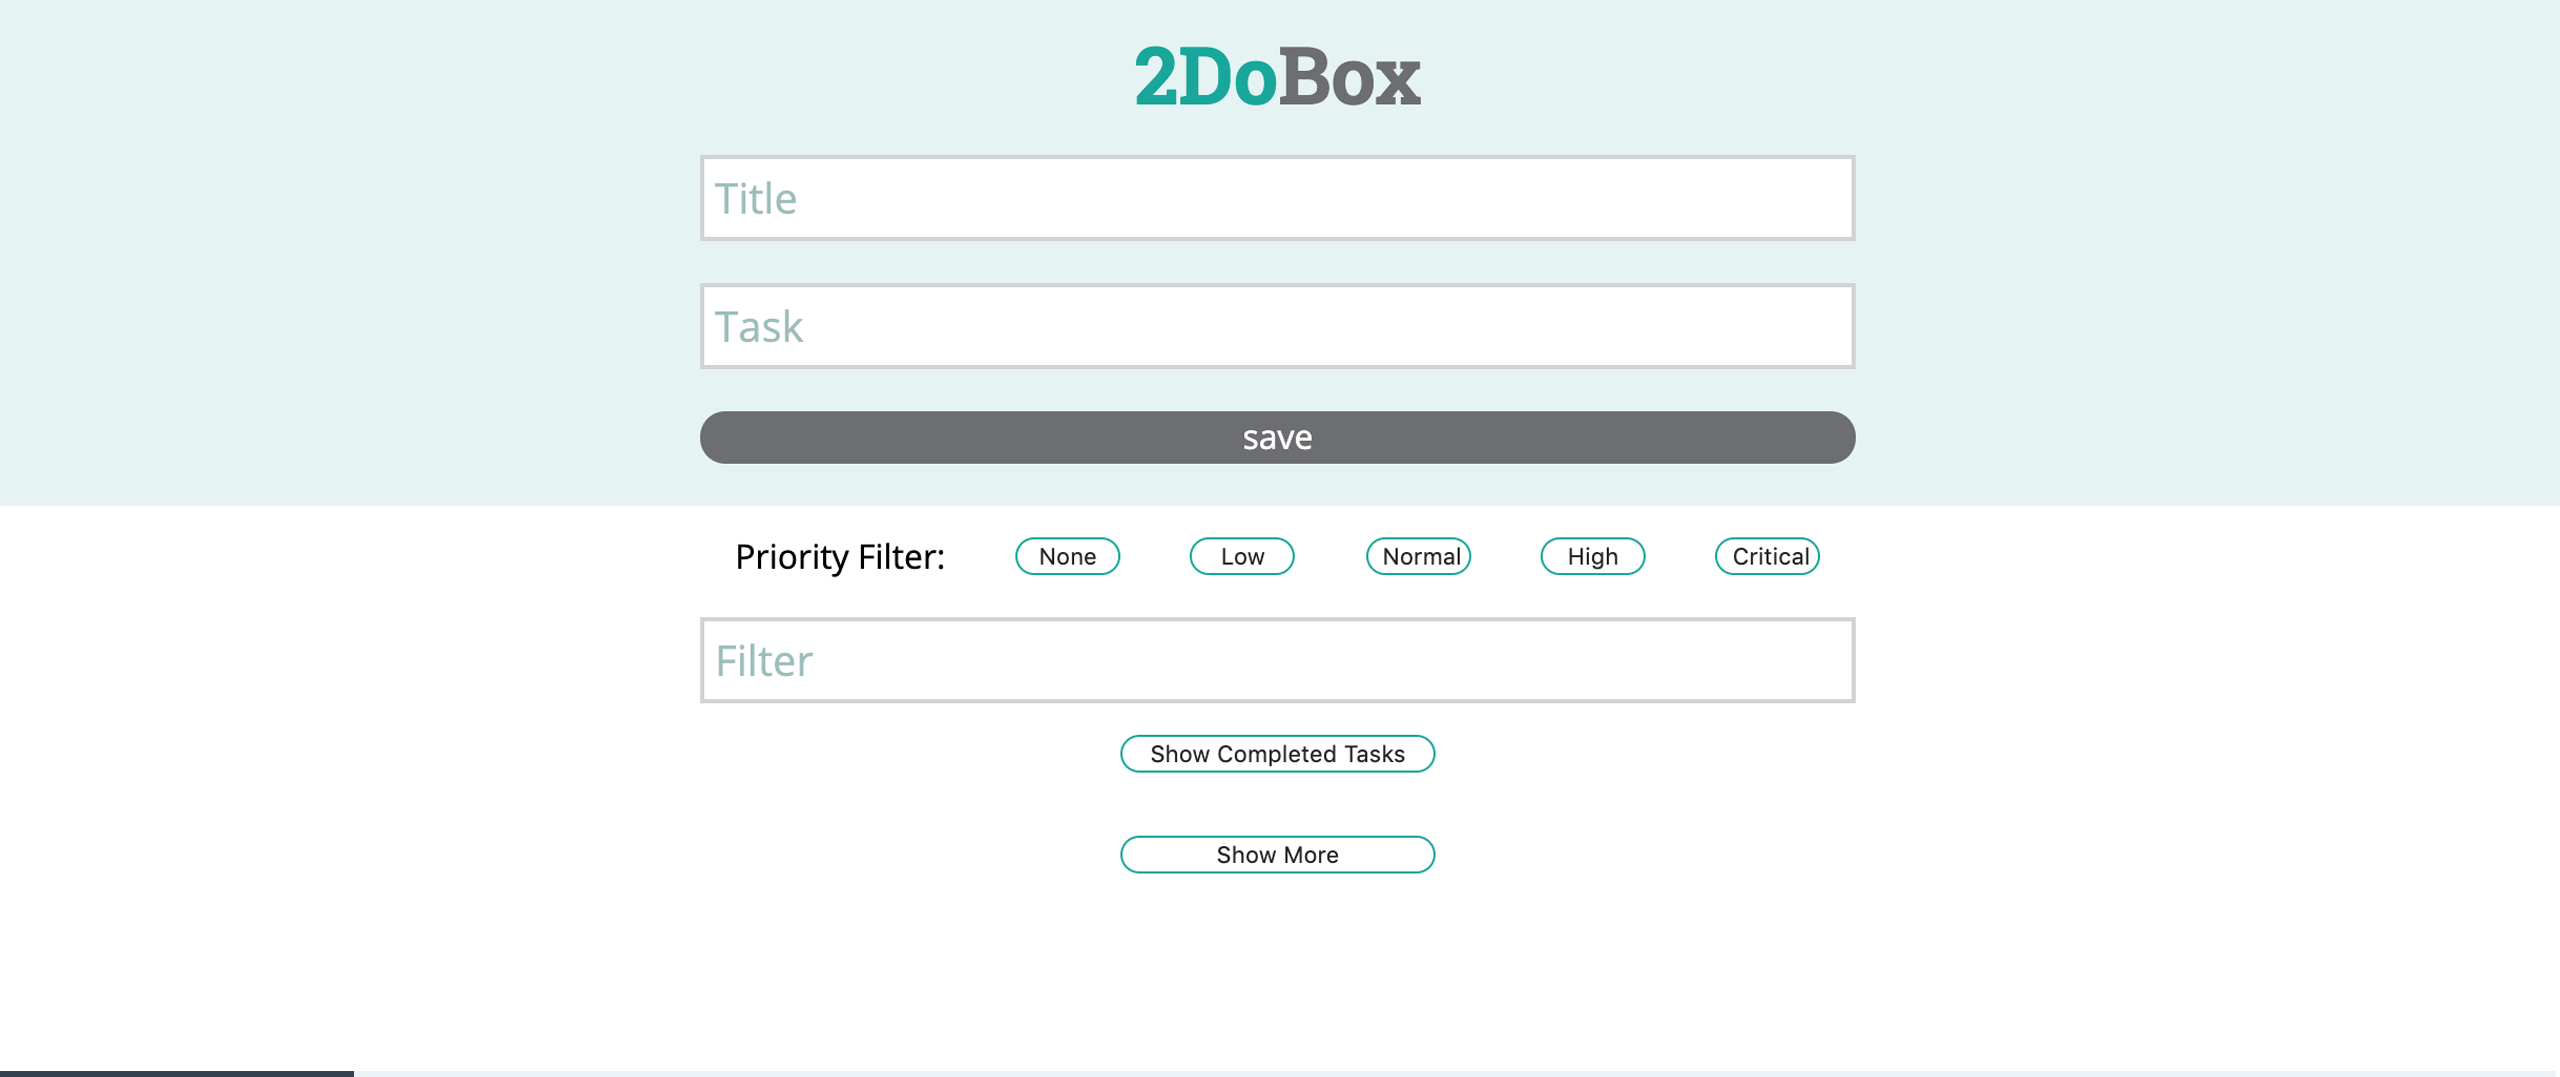 2DoBox
Title
Task
save
Priority Filter: None Low Normal High Critical
Filter
Show Completed Tasks
Show More